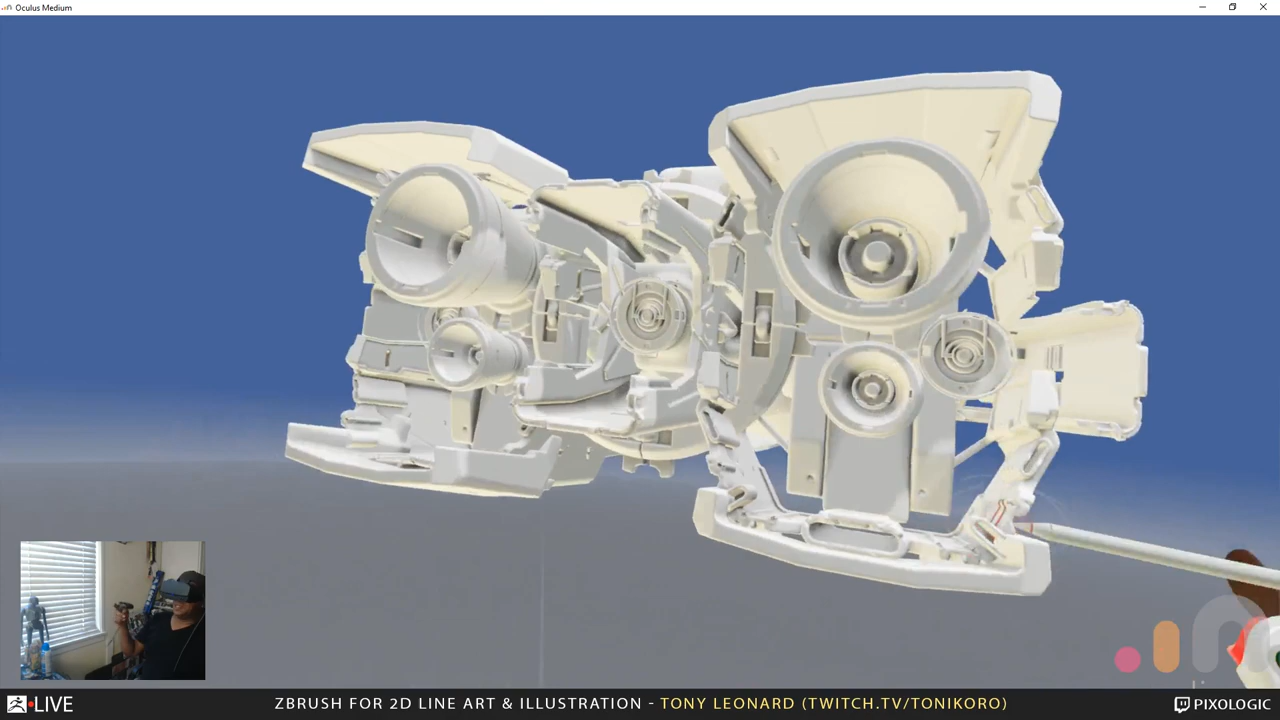 Oculus Medium
LIVE
ZBRUSH FOR 2D LINE ART & ILLUSTRATION - TONY LEONARD (TWITCH.TV/TONIKORO)
PIXOLOGIC